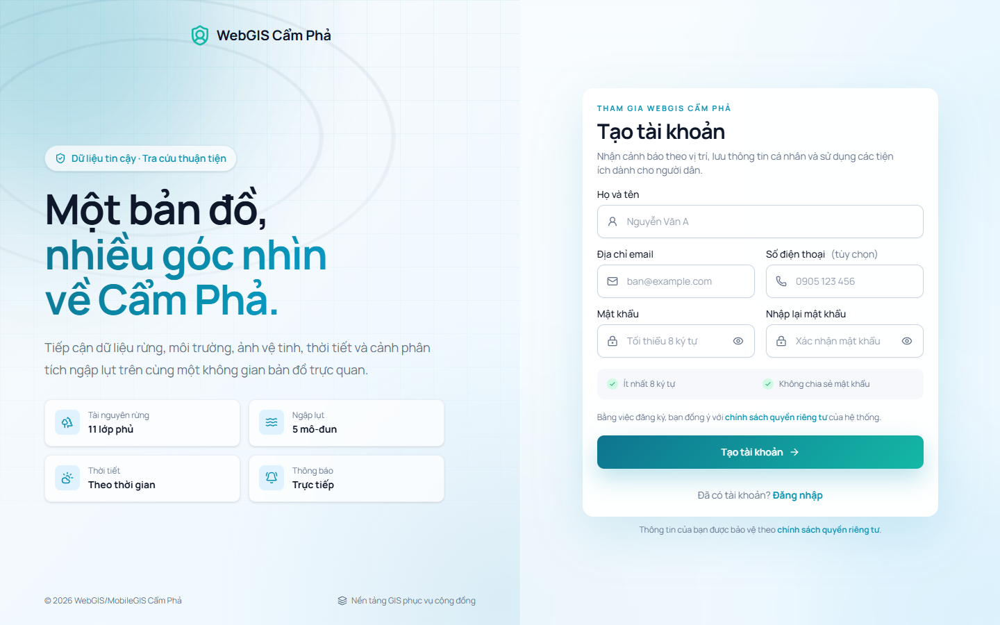 WebGIS Cẩm Phả
Dữ liệu tin cậy · Tra cứu thuận tiện
Một bản đồ,
nhiều góc nhìn
về Cẩm Phả.
Tiếp cận dữ liệu rừng, môi trường, ảnh vệ tinh, thời tiết và cảnh phân
tích ngập lụt trên cùng một không gian bản đồ trực quan.
Tài nguyên rừng
11 lớp phủ
Ngập lụt
5 mô-đun
Thời tiết
Theo thời gian
Thông báo
Trực tiếp
© 2026 WebGIS/MobileGIS Cẩm Phả
Nền tảng GIS phục vụ cộng đồng
THAM GIA WEBGIS CẨM PHẢ
Tạo tài khoản
Nhận cảnh báo theo vị trí, lưu thông tin cá nhân và sử dụng các tiện
ích dành cho người dân.
Họ và tên
Nguyễn Văn A
Địa chỉ email
ban@example.com
Số điện thoại (tùy chọn)
0905 123 456
Mật khẩu
Tối thiểu 8 ký tự
Nhập lại mật khẩu
Xác nhận mật khẩu
Ít nhất 8 ký tự
Không chia sẻ mật khẩu
Bằng việc đăng ký, bạn đồng ý với chính sách quyền riêng tư của hệ thống.
Tạo tài khoản
Đã có tài khoản? Đăng nhập
Thông tin của bạn được bảo vệ theo chính sách quyền riêng tư.